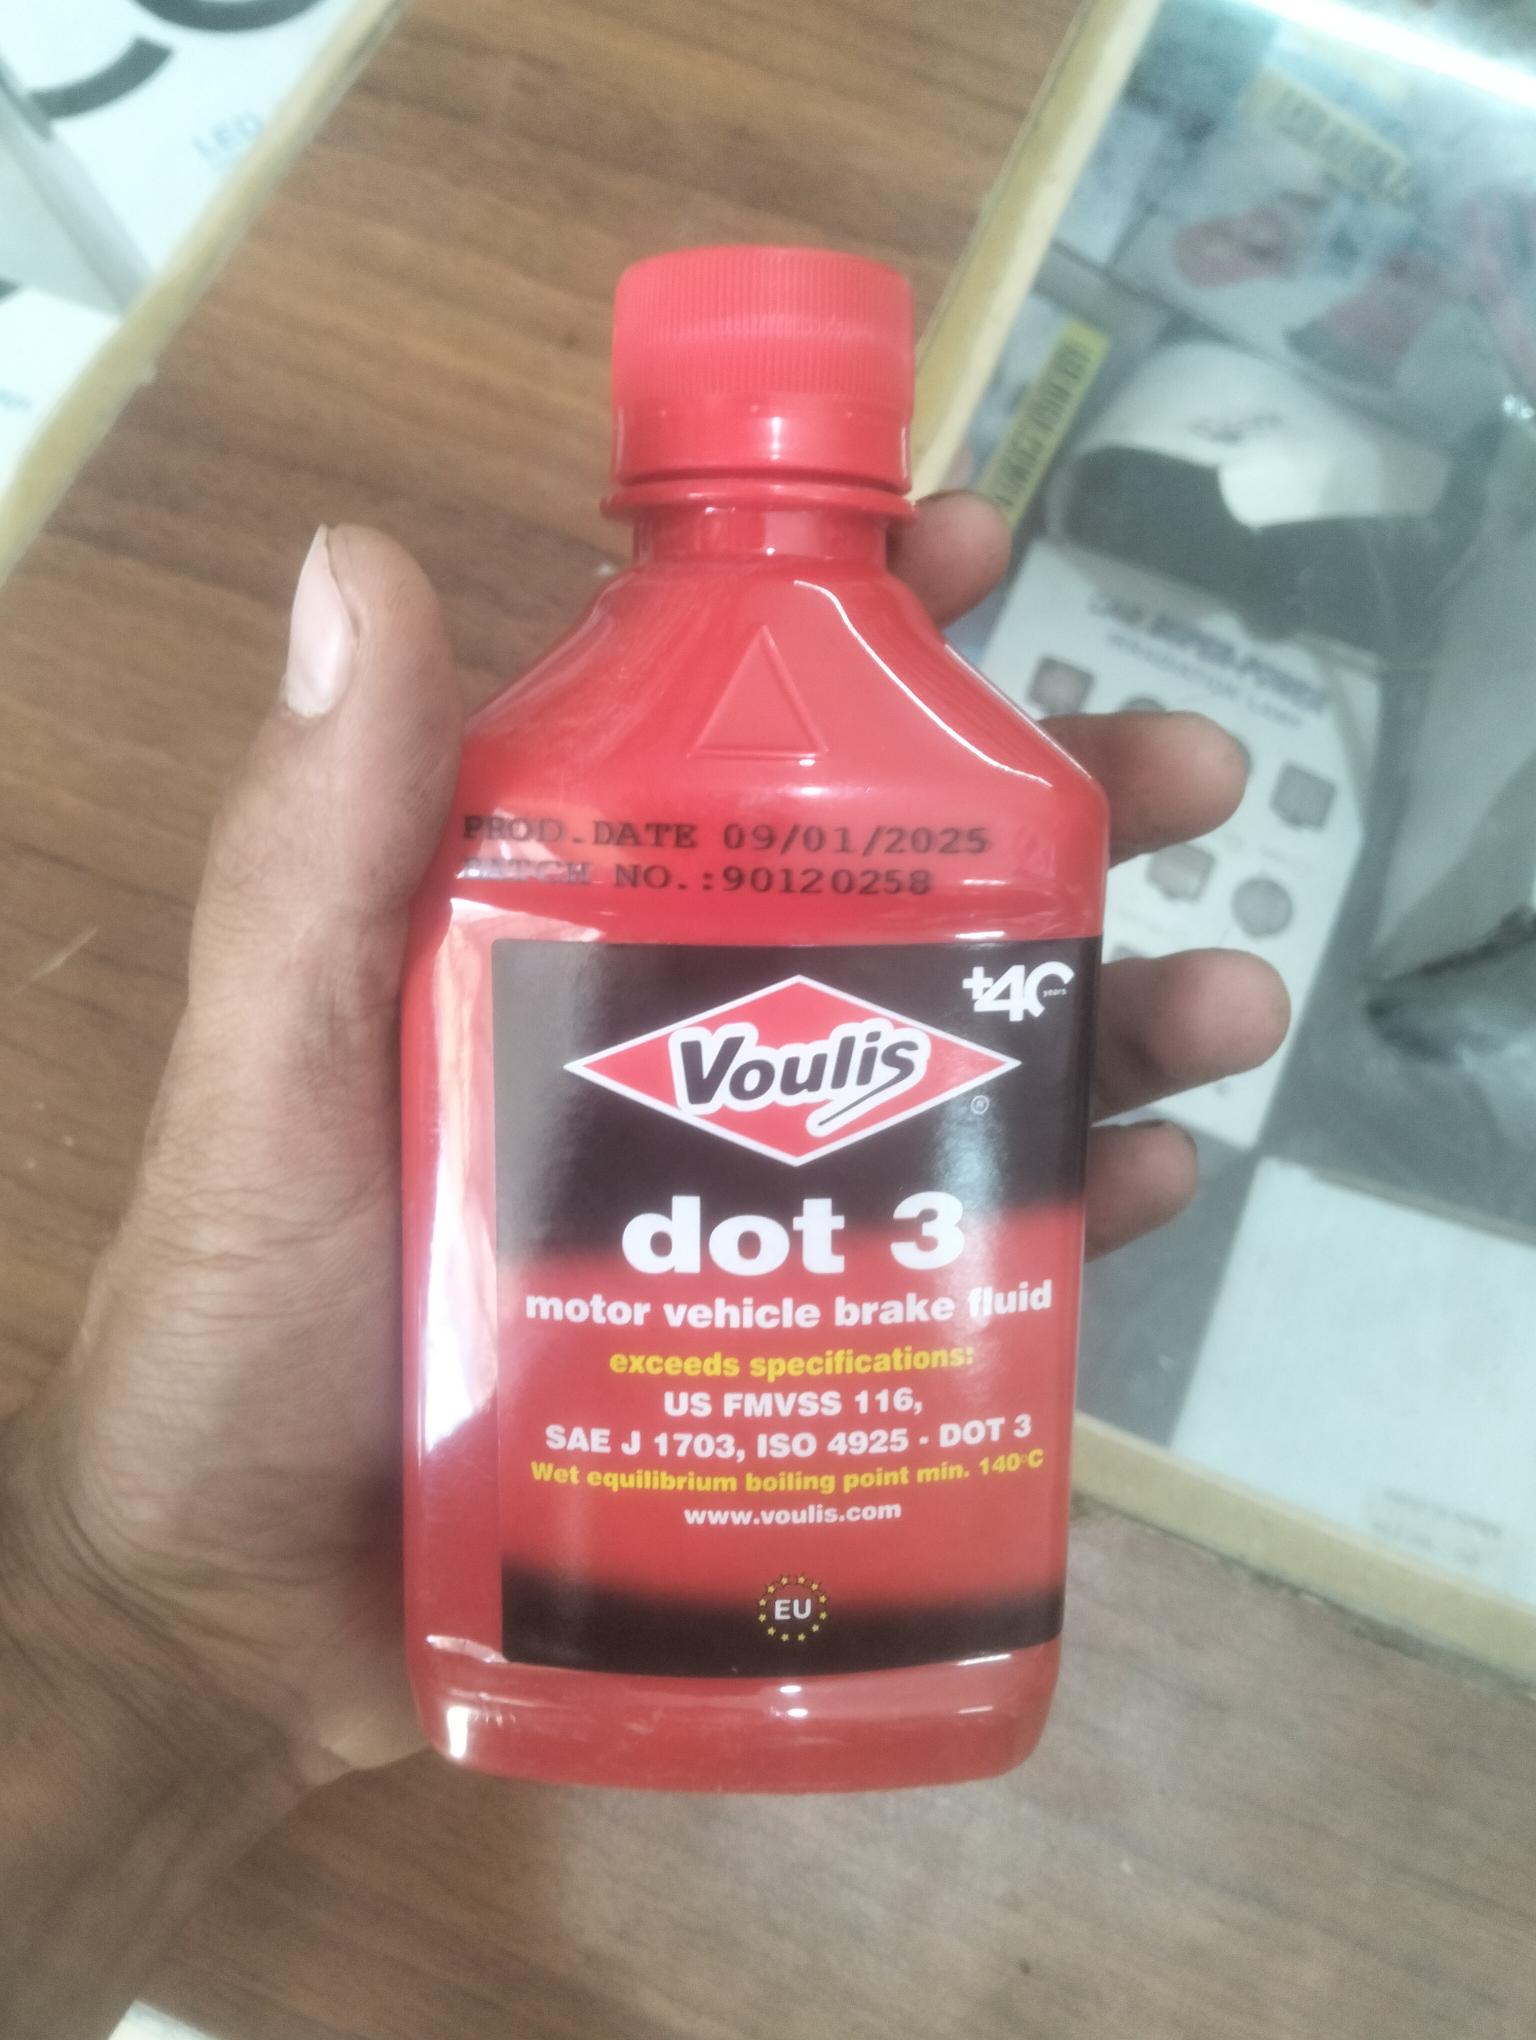 PROD.DATE 09/01/2025
BATCH NO.:90120258
+40 years
Voulis
®
dot 3
motor vehicle brake fluid
exceeds specifications:
US FMVSS 116,
SAE J 1703, ISO 4925 - DOT 3
Wet equilibrium boiling point min. 140°C
www.voulis.com
EU
LED